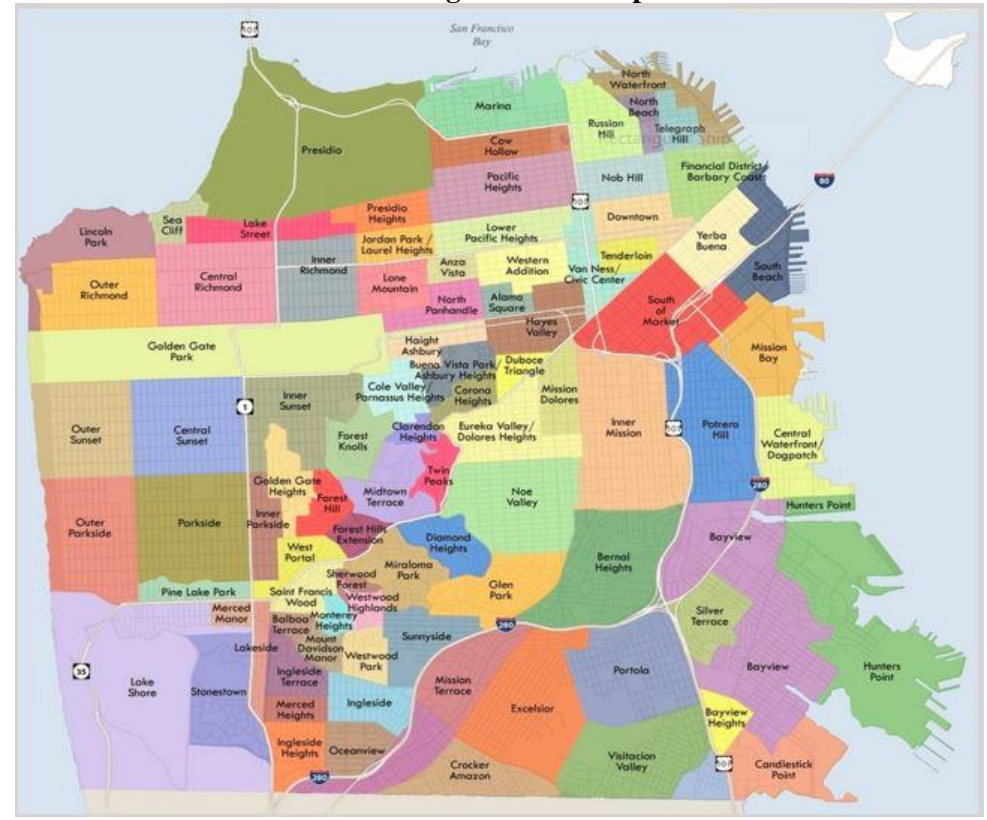 San Francisco
Bay
101
North
Waterfront
Marina
North
Beach
Russian
Hill
Telegraph
Hill
Cow
Hollow
Presidio
Financial District/
Barbary Coast
Pacific
Heights
Nob Hill
80
101
Presidio
Heights
Downtown
Sea
Cliff
Lake
Street
Lincoln
Park
Lower
Pacific Heights
Yerba
Buena
Jordan Park /
Laurel Heights
Inner
Richmond
Anza
Vista
Western
Addition
Tenderloin
Van Ness/
Civic Center
South
Beach
Outer
Richmond
Central
Richmond
Lone
Mountain
North
Panhandle
Alamo
Square
South
of
Market
Hayes
Valley
Golden Gate
Park
Haight
Ashbury
Mission
Bay
Buena Vista Park/
Ashbury Heights
Duboce
Triangle
Cole Valley/
Parnassus Heights
Corona
Heights
Mission
Dolores
Inner
Sunset
1
Outer
Sunset
Central
Sunset
Forest
Knolls
Clarendon
Heights
Eureka Valley/
Dolores Heights
Inner
Mission
101
Potrero
Hill
Central
Waterfront/
Dogpatch
Golden Gate
Heights
Twin
Peaks
Midtown
Terrace
Noe
Valley
280
Forest
Hill
Hunters Point
Outer
Parkside
Parkside
Inner
Parkside
Forest Hills
Extension
Diamond
Heights
Bayview
West
Portal
Miraloma
Park
Bernal
Heights
Sherwood
Forest
Glen
Park
Pine Lake Park
Saint Francis
Wood
Westwood
Highlands
Merced
Manor
Balboa
Terrace
Monterey
Heights
Silver
Terrace
280
Sunnyside
Lakeside
Mount
Davidson
Manor
Westwood
Park
35
Lake
Shore
Stonestown
Ingleside
Terrace
Mission
Terrace
Portola
Bayview
Hunters
Point
Merced
Heights
Ingleside
Excelsior
Bayview
Heights
Ingleside
Heights
Oceanview
Visitacion
Valley
101
Candlestick
Point
280
Crocker
Amazon